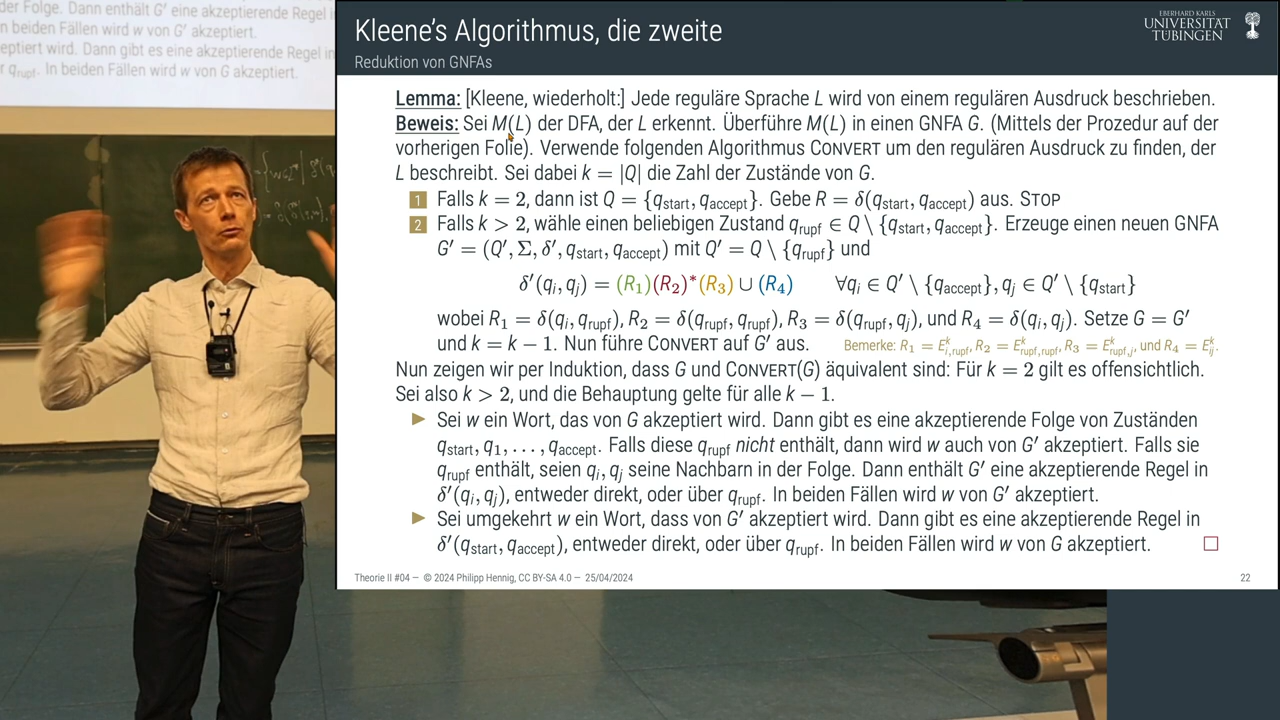 der Folge. Dann enthält G′ eine akzeptierende Regel i
n beiden Fällen wird w von G′ akzeptiert.
eptiert wird. Dann gibt es eine akzeptierende Regel in
r q_rupf. In beiden Fällen wird w von G akzeptiert.
Kleene's Algorithmus, die zweite
Reduktion von GNFAs
EBERHARD KARLS
UNIVERSITÄT
TÜBINGEN
Lemma: [Kleene, wiederholt:] Jede reguläre Sprache L wird von einem regulären Ausdruck beschrieben.
Beweis: Sei M(L) der DFA, der L erkennt. Überführe M(L) in einen GNFA G. (Mittels der Prozedur auf der
vorherigen Folie). Verwende folgenden Algorithmus CONVERT um den regulären Ausdruck zu finden, der
L beschreibt. Sei dabei k = |Q| die Zahl der Zustände von G.
1 Falls k = 2, dann ist Q = {q_start, q_accept}. Gebe R = δ(q_start, q_accept) aus. STOP
2 Falls k > 2, wähle einen beliebigen Zustand q_rupf ∈ Q \ {q_start, q_accept}. Erzeuge einen neuen GNFA
G′ = (Q′, Σ, δ′, q_start, q_accept) mit Q′ = Q \ {q_rupf} und
δ′(q_i, q_j) = (R₁)(R₂)*(R₃) ∪ (R₄) ∀q_i ∈ Q′ \ {q_accept}, q_j ∈ Q′ \ {q_start}
wobei R₁ = δ(q_i, q_rupf), R₂ = δ(q_rupf, q_rupf), R₃ = δ(q_rupf, q_j), und R₄ = δ(q_i, q_j). Setze G = G′
und k = k − 1. Nun führe CONVERT auf G′ aus. Bemerke: R₁ = E^k_{i,rupf}, R₂ = E^k_{rupf,rupf}, R₃ = E^k_{rupf,j}, und R₄ = E^k_{ij}.
Nun zeigen wir per Induktion, dass G und CONVERT(G) äquivalent sind: Für k = 2 gilt es offensichtlich.
Sei also k > 2, und die Behauptung gelte für alle k − 1.
▶ Sei w ein Wort, das von G akzeptiert wird. Dann gibt es eine akzeptierende Folge von Zuständen
q_start, q₁, . . . , q_accept. Falls diese q_rupf nicht enthält, dann wird w auch von G′ akzeptiert. Falls sie
q_rupf enthält, seien q_i, q_j seine Nachbarn in der Folge. Dann enthält G′ eine akzeptierende Regel in
δ′(q_i, q_j), entweder direkt, oder über q_rupf. In beiden Fällen wird w von G′ akzeptiert.
▶ Sei umgekehrt w ein Wort, dass von G′ akzeptiert wird. Dann gibt es eine akzeptierende Regel in
δ′(q_start, q_accept), entweder direkt, oder über q_rupf. In beiden Fällen wird w von G akzeptiert. □
Theorie II #04 — © 2024 Philipp Hennig, CC BY-SA 4.0 — 25/04/2024 22